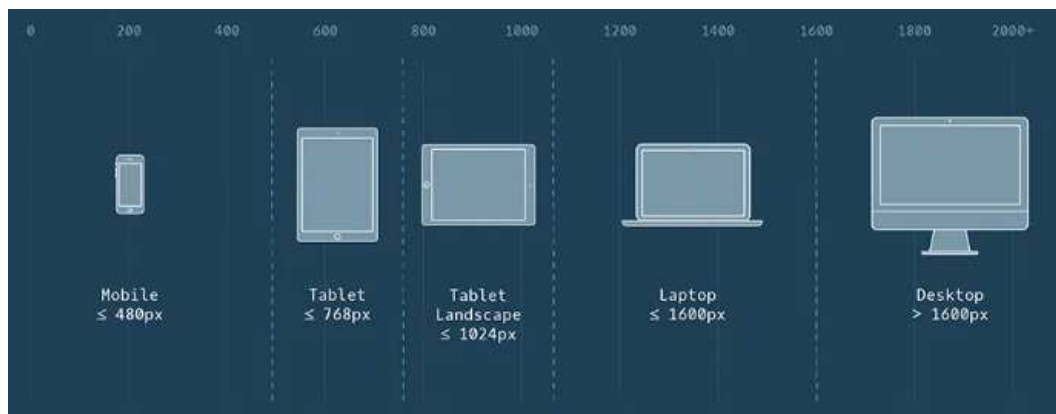 0 200 400 600 800 1000 1200 1400 1600 1800 2000+
Mobile
≤ 480px
Tablet
≤ 768px
Tablet
Landscape
≤ 1024px
Laptop
≤ 1600px
Desktop
> 1600px